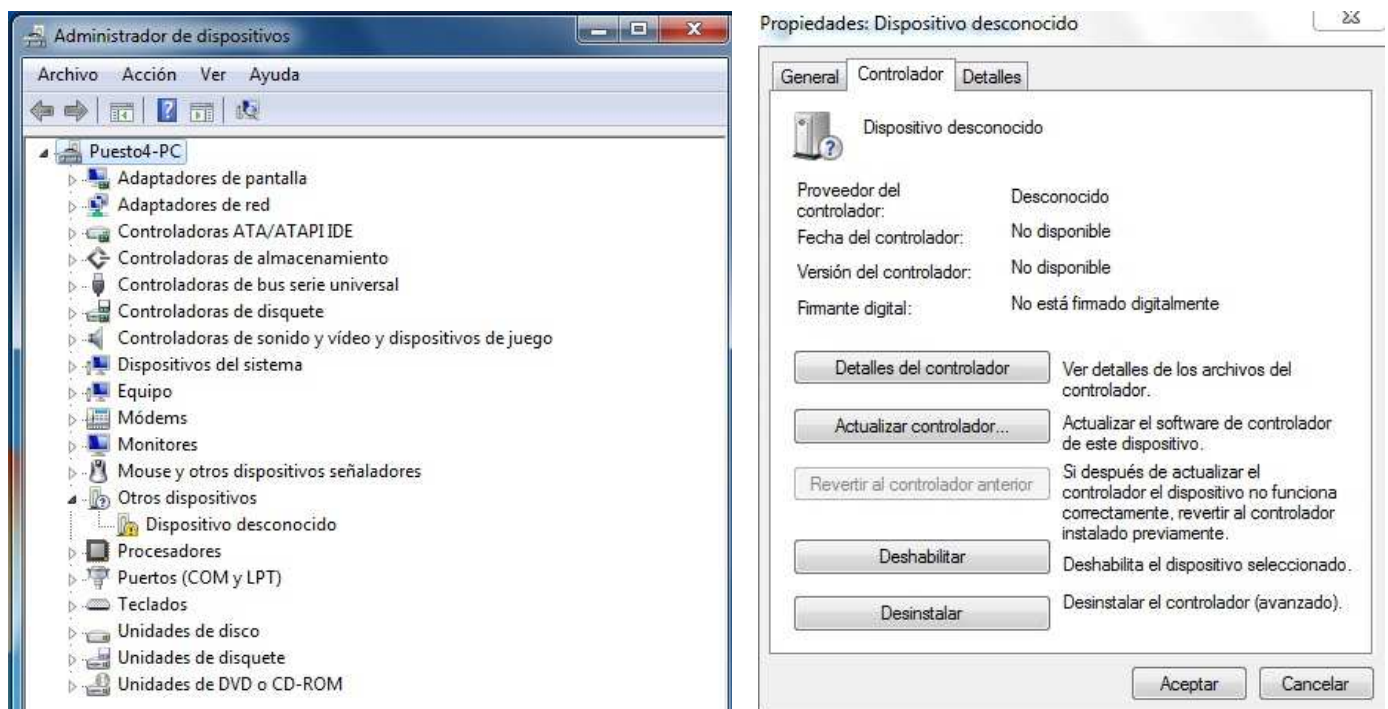 Administrador de dispositivos
Archivo Acción Ver Ayuda
Puesto4-PC
Adaptadores de pantalla
Adaptadores de red
Controladoras ATA/ATAPI IDE
Controladoras de almacenamiento
Controladoras de bus serie universal
Controladoras de disquete
Controladoras de sonido y vídeo y dispositivos de juego
Dispositivos del sistema
Equipo
Módems
Monitores
Mouse y otros dispositivos señaladores
Otros dispositivos
Dispositivo desconocido
Procesadores
Puertos (COM y LPT)
Teclados
Unidades de disco
Unidades de disquete
Unidades de DVD o CD-ROM
Propiedades: Dispositivo desconocido
General Controlador Detalles
Dispositivo desconocido
Proveedor del
controlador:
Desconocido
Fecha del controlador: No disponible
Versión del controlador: No disponible
Firmante digital: No está firmado digitalmente
Detalles del controlador
Ver detalles de los archivos del
controlador.
Actualizar controlador...
Actualizar el software de controlador
de este dispositivo.
Revertir al controlador anterior
Si después de actualizar el
controlador el dispositivo no funciona
correctamente, revertir al controlador
instalado previamente.
Deshabilitar
Deshabilita el dispositivo seleccionado.
Desinstalar
Desinstalar el controlador (avanzado).
Aceptar Cancelar